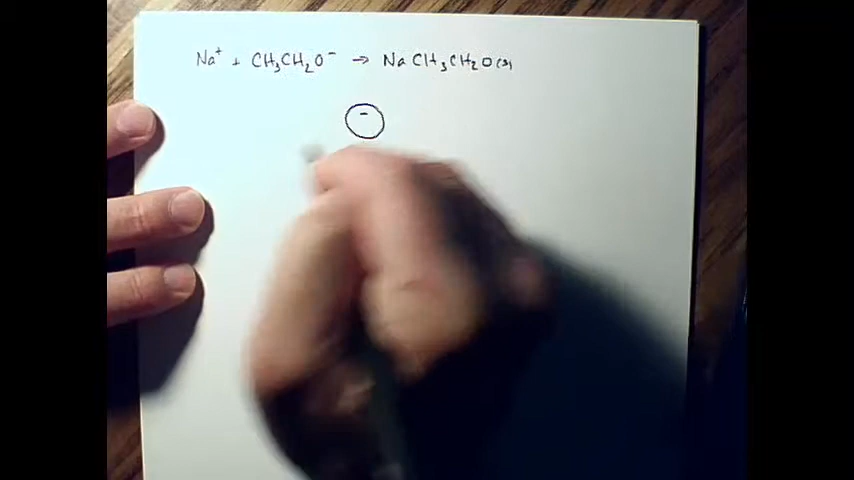 Na⁺ + CH₃CH₂O⁻ → NaCH₃CH₂O(s)
−